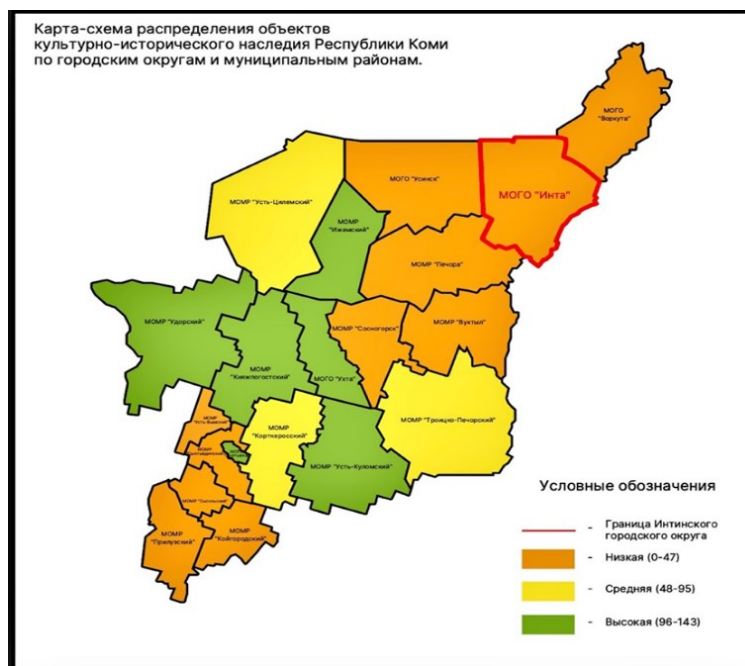 Карта-схема распределения объектов
культурно-исторического наследия Республики Коми
по городским округам и муниципальным районам.
МОГО
"Воркута"
МОГО "Инта"
МОГО "Усинск"
МОМР "Усть-Цилемский"
МОМР
"Ижемский"
МОМР "Печора"
МОМР "Удорский"
МОМР "Сосногорск"
МОМР "Вуктыл"
МОМР
"Княжпогостский"
МОГО "Ухта"
МОМР "Троицко-Печорский"
МОМР
"Корткеросский"
МОМР "Усть-Куломский"
МОМР
МОМР
МОМР
"Прилузский"
МОМР
"Койгородский"
Условные обозначения
- Граница Интинского
городского округа
- Низкая (0-47)
- Средняя (48-95)
- Высокая (96-143)